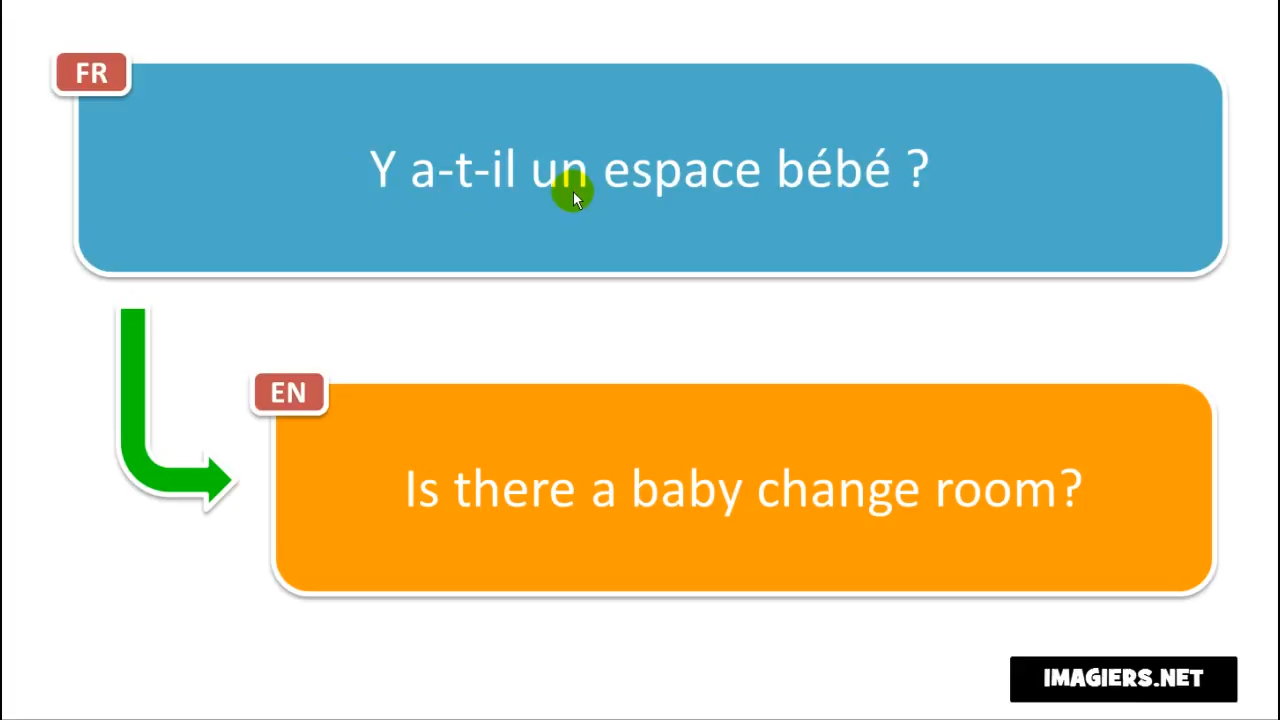 FR
Y a-t-il un espace bébé ?
EN
Is there a baby change room?
IMAGIERS.NET